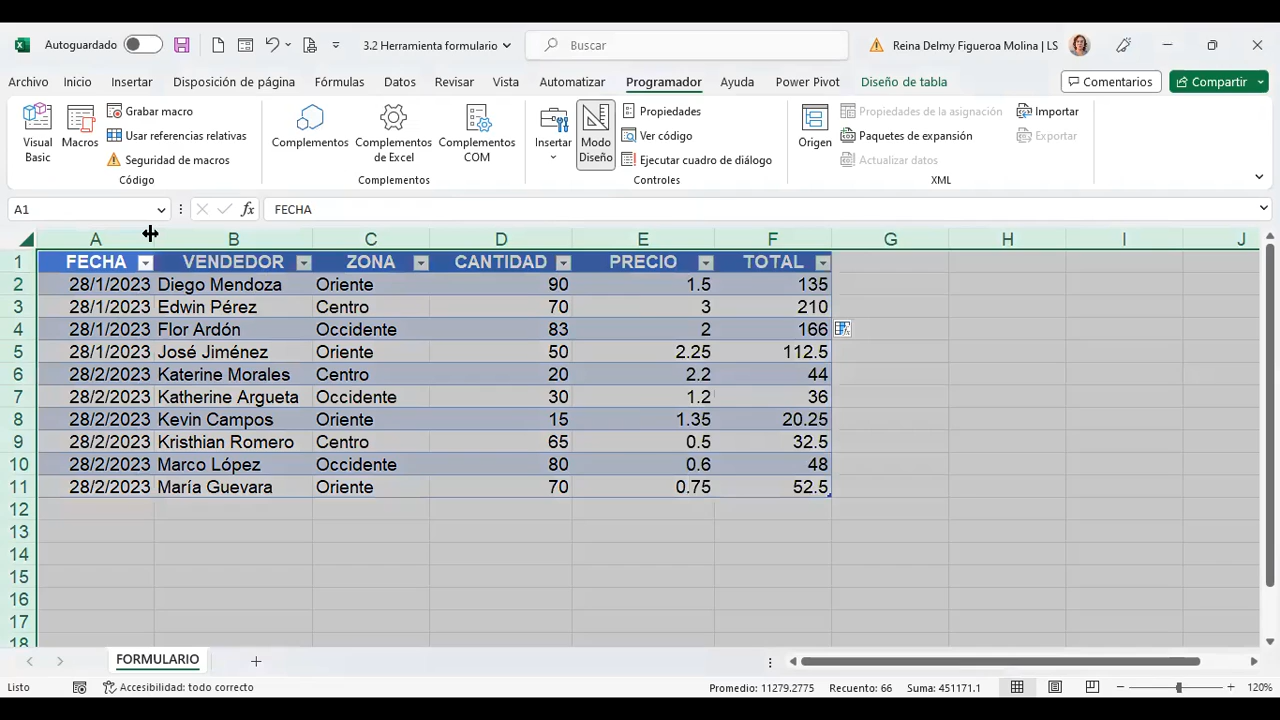 Autoguardado 3.2 Herramienta formulario Buscar Reina Delmy Figueroa Molina | LS
Archivo Inicio Insertar Disposición de página Fórmulas Datos Revisar Vista Automatizar Programador Ayuda Power Pivot Diseño de tabla Comentarios Compartir
Visual Basic
Macros
Grabar macro
Usar referencias relativas
Seguridad de macros
Código
Complementos
Complementos de Excel
Complementos COM
Complementos
Insertar
Modo Diseño
Propiedades
Ver código
Ejecutar cuadro de diálogo
Controles
Origen
Propiedades de la asignación
Paquetes de expansión
Actualizar datos
Importar
Exportar
XML
A1 fx FECHA
A B C D E F G H I J
1 FECHA VENDEDOR ZONA CANTIDAD PRECIO TOTAL
2 28/1/2023 Diego Mendoza Oriente 90 1.5 135
3 28/1/2023 Edwin Pérez Centro 70 3 210
4 28/1/2023 Flor Ardón Occidente 83 2 166
5 28/1/2023 José Jiménez Oriente 50 2.25 112.5
6 28/2/2023 Katerine Morales Centro 20 2.2 44
7 28/2/2023 Katherine Argueta Occidente 30 1.2 36
8 28/2/2023 Kevin Campos Oriente 15 1.35 20.25
9 28/2/2023 Kristhian Romero Centro 65 0.5 32.5
10 28/2/2023 Marco López Occidente 80 0.6 48
11 28/2/2023 María Guevara Oriente 70 0.75 52.5
12
13
14
15
16
17
18
FORMULARIO
Listo Accesibilidad: todo correcto Promedio: 11279.2775 Recuento: 66 Suma: 451171.1 120%